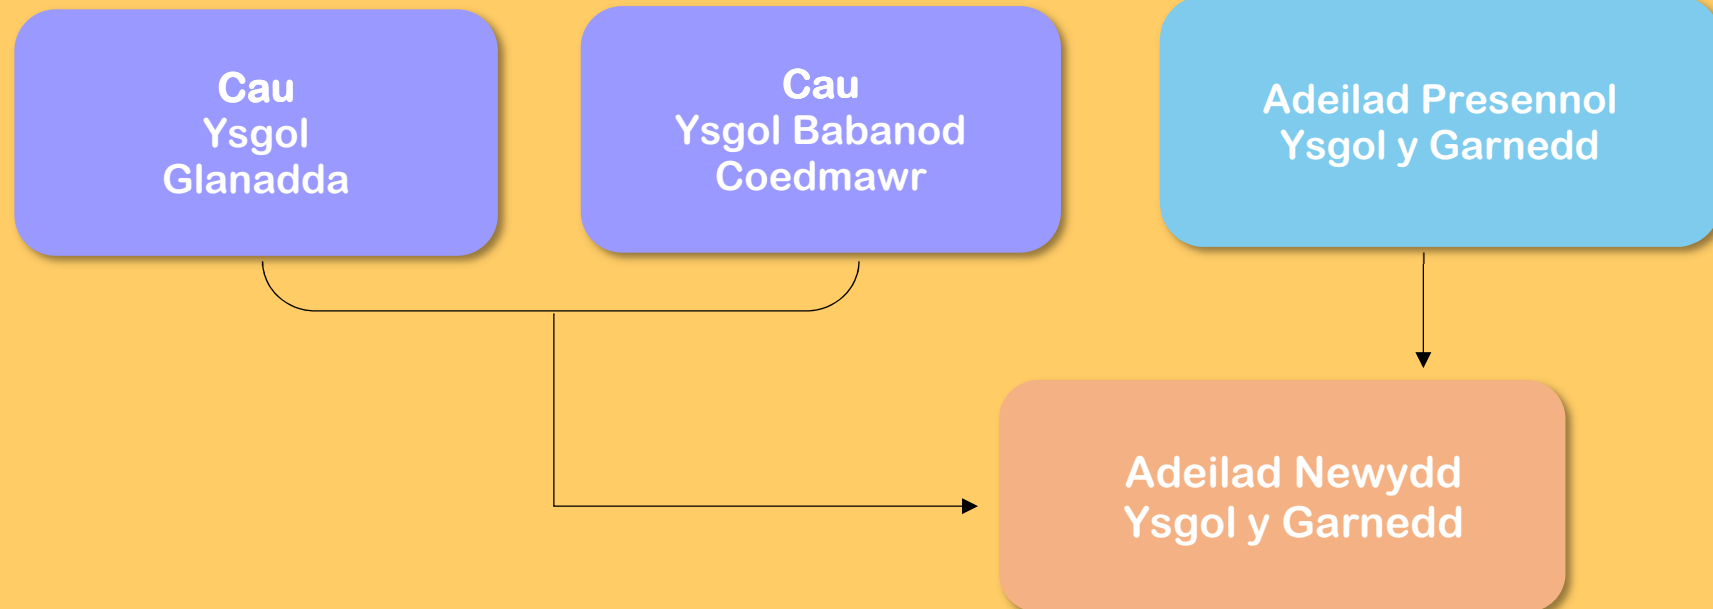 Cau
Ysgol
Glanadda
Cau
Ysgol Babanod
Coedmawr
Adeilad Presennol
Ysgol y Garnedd
Adeilad Newydd
Ysgol y Garnedd